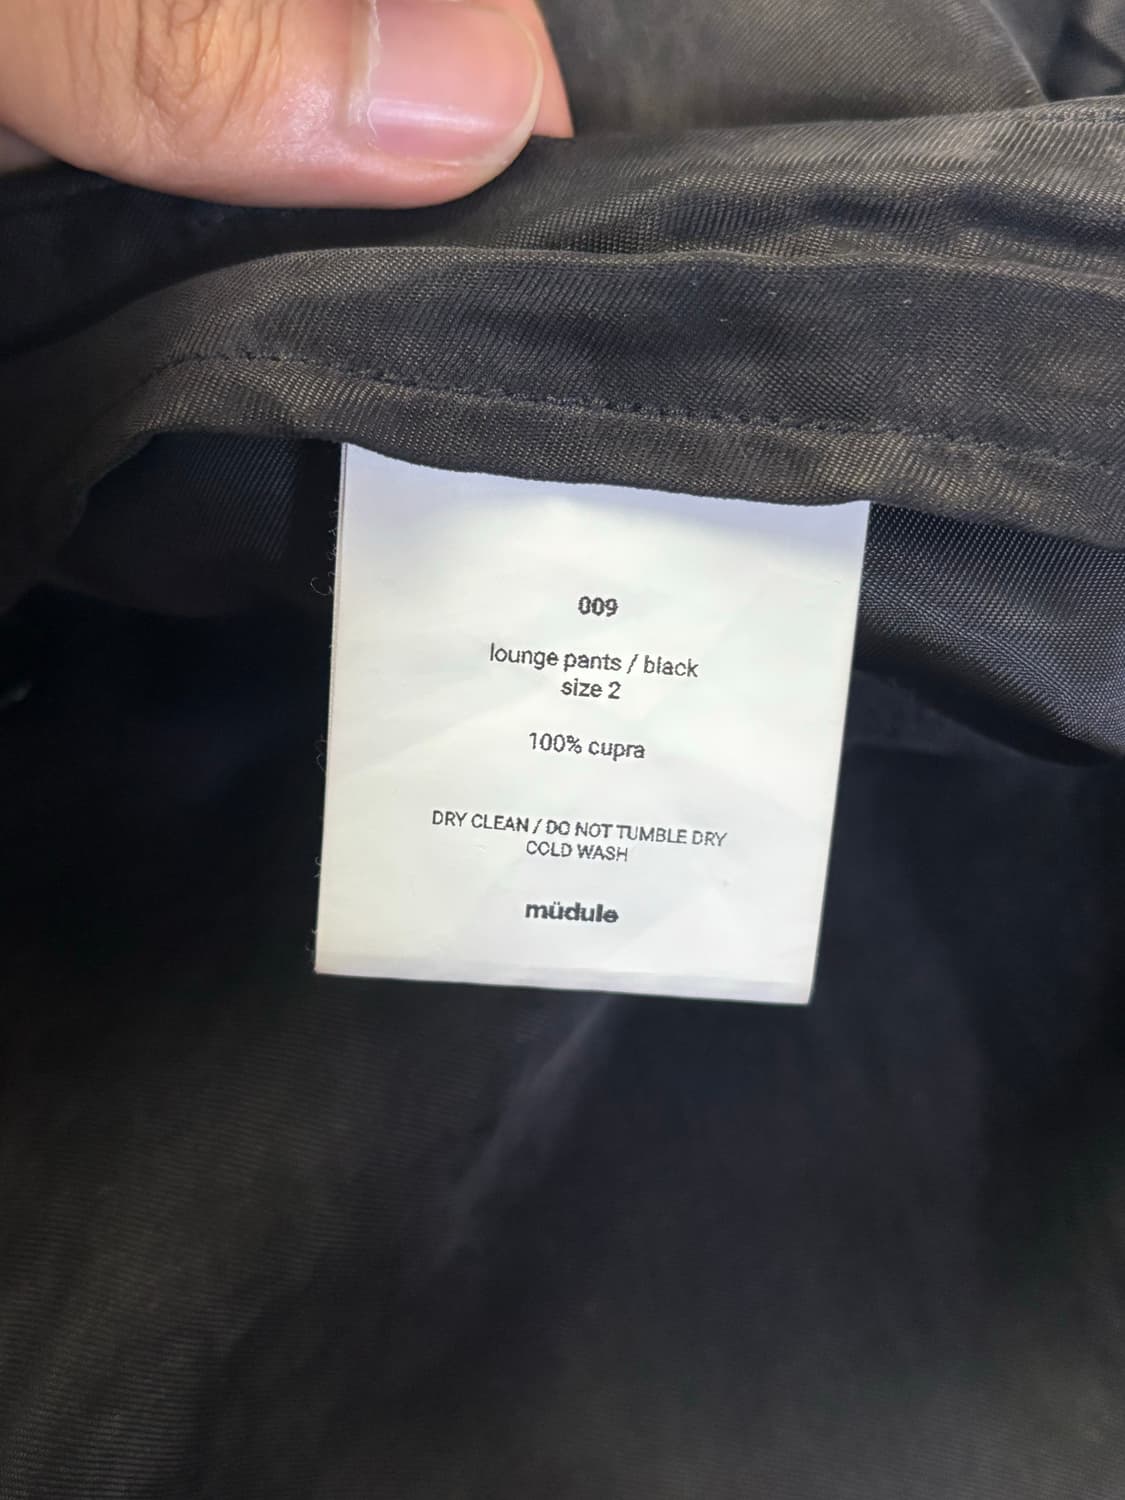 009
lounge pants / black
size 2
100% cupra
DRY CLEAN / DO NOT TUMBLE DRY
COLD WASH
müdule